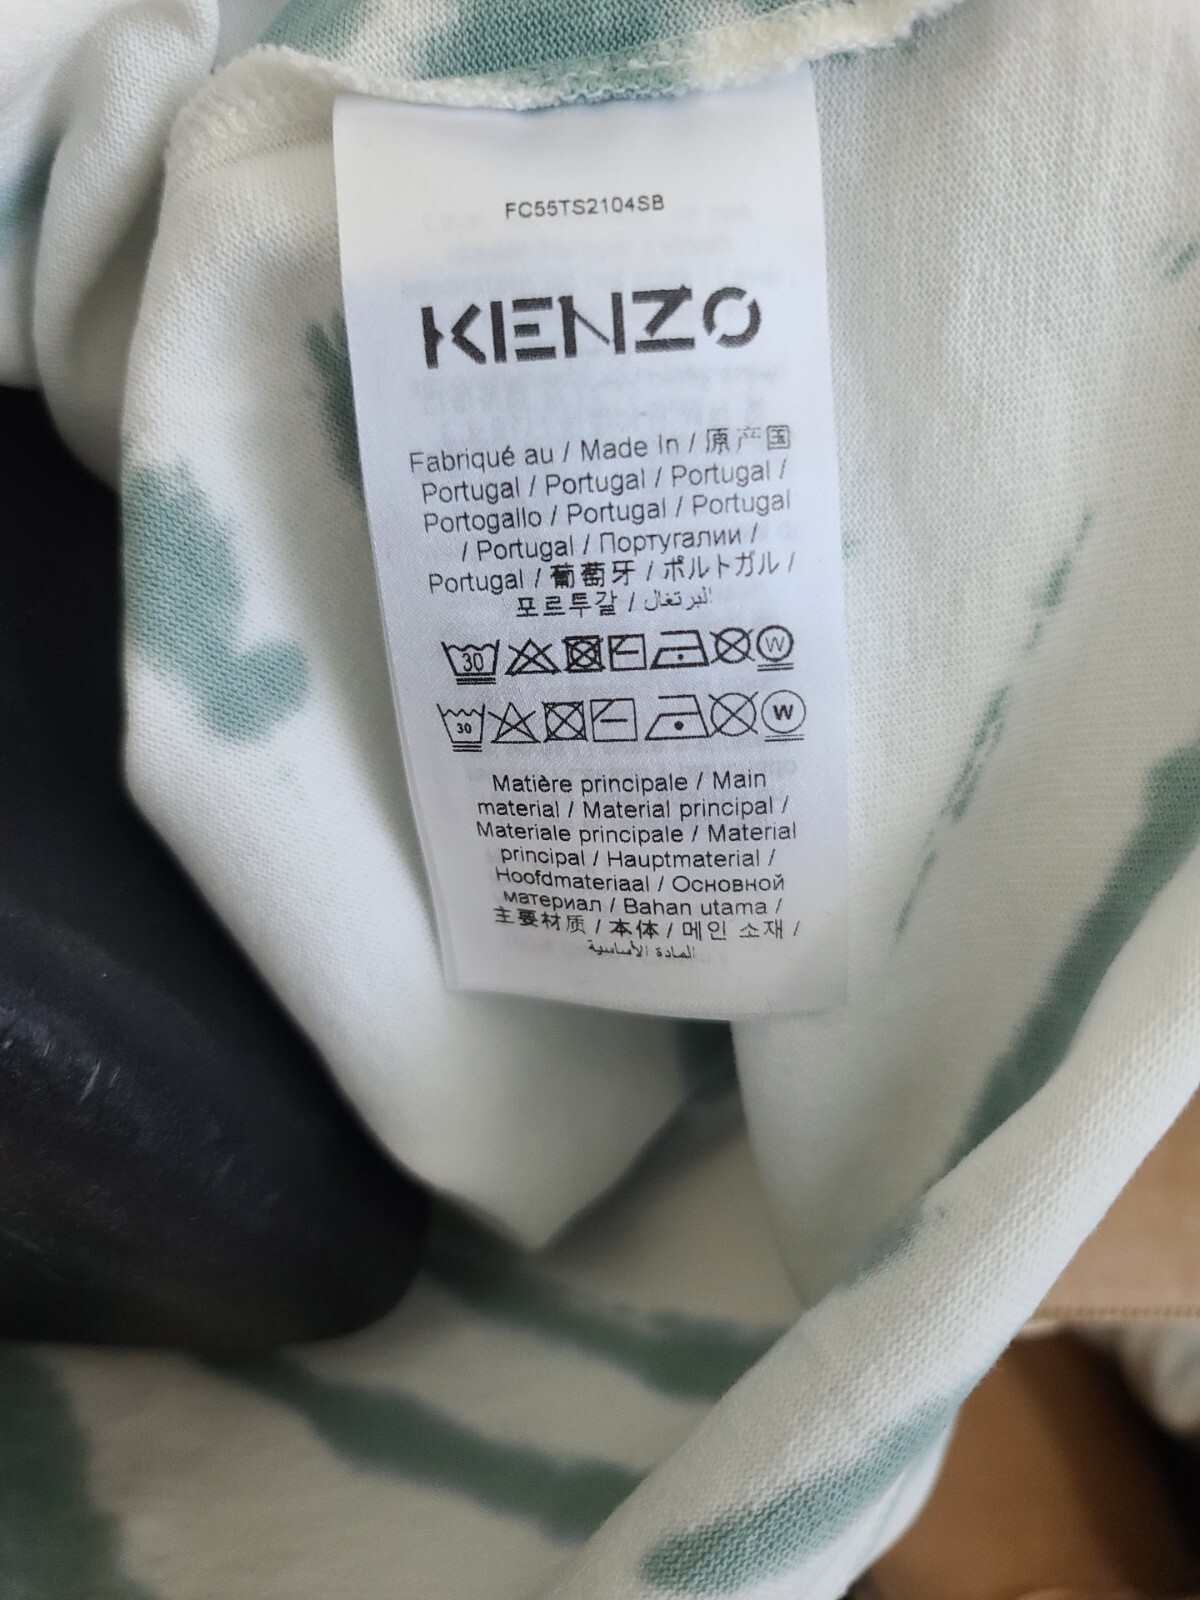 FC55TS2104SB
KENZO
Fabriqué au / Made In / 原产国
Portugal / Portugal / Portugal /
Portogallo / Portugal / Portugal
/ Portugal / Португалии /
Portugal / 葡萄牙 / ポルトガル /
포르투갈 / البرتغال
30 W
30 W
Matière principale / Main
material / Material principal /
Materiale principale / Material
principal / Hauptmaterial /
Hoofdmateriaal / Основной
материал / Bahan utama /
主要材质 / 本体 / 메인 소재 /
المادة الأساسية